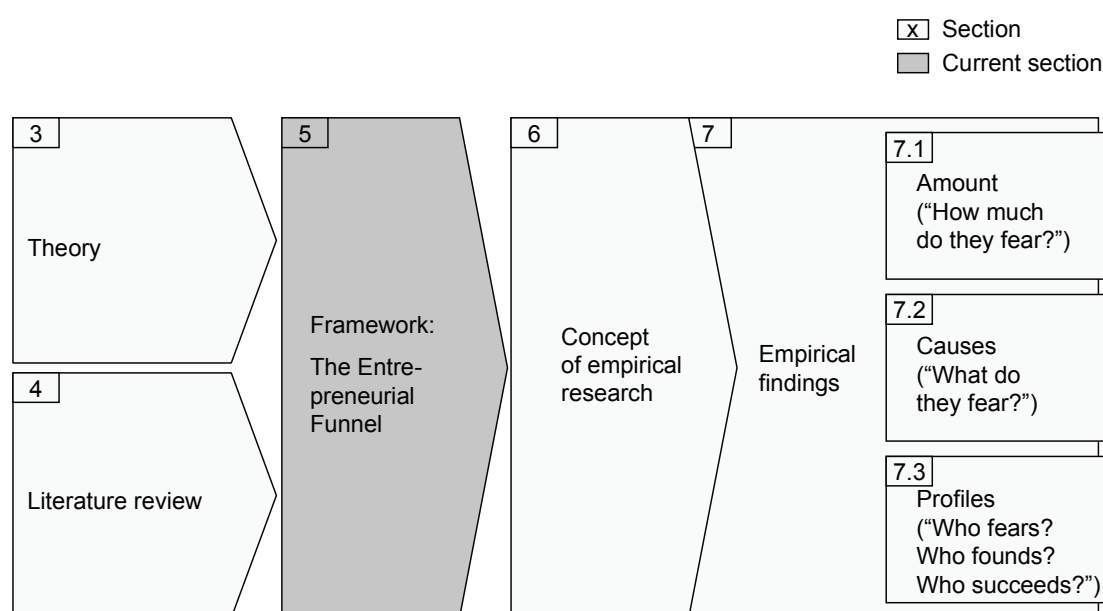 x Section
Current section
3
Theory
4
Literature review
5
Framework:
The Entre-
preneurial
Funnel
6
Concept
of empirical
research
7
Empirical
findings
7.1
Amount
(“How much
do they fear?”)
7.2
Causes
(“What do
they fear?”)
7.3
Profiles
(“Who fears?
Who founds?
Who succeeds?”)